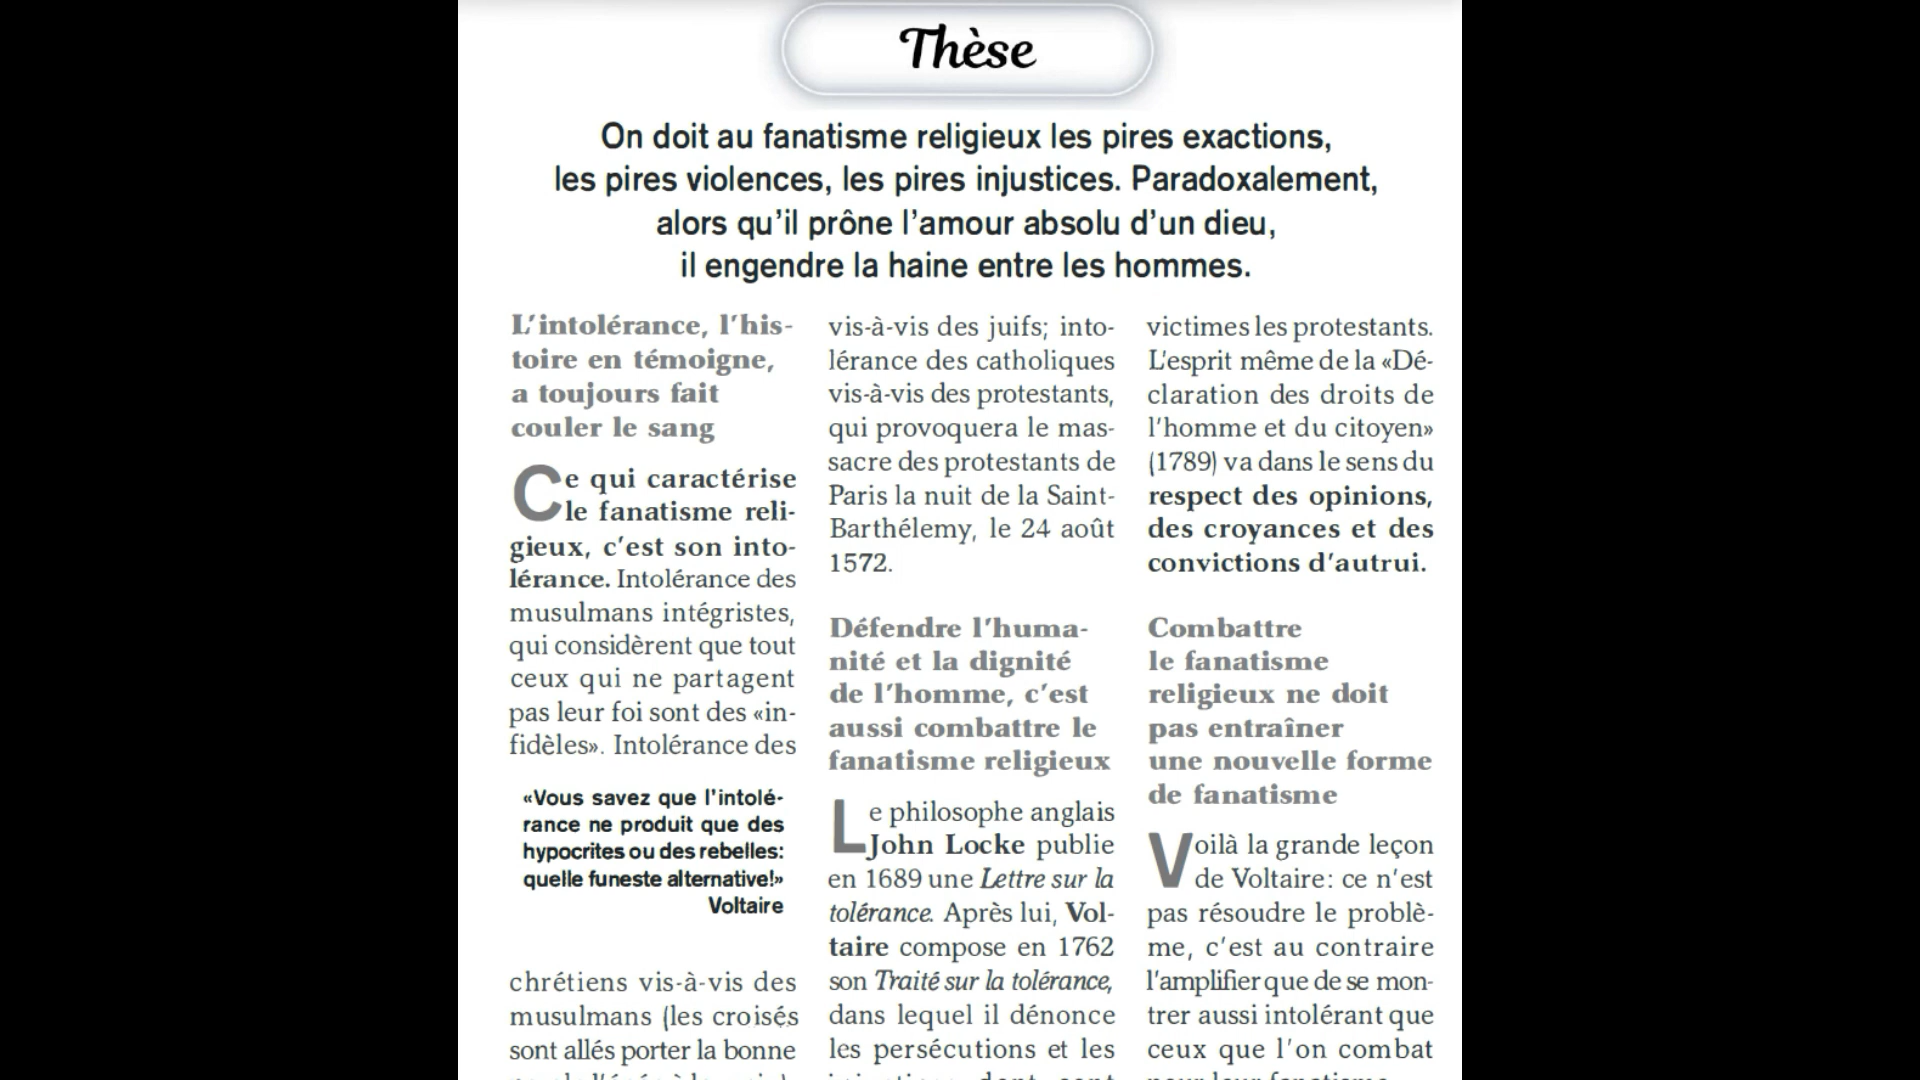 Thèse
On doit au fanatisme religieux les pires exactions,
les pires violences, les pires injustices. Paradoxalement,
alors qu'il prône l'amour absolu d'un dieu,
il engendre la haine entre les hommes.
L'intolérance, l'his-
toire en témoigne,
a toujours fait
couler le sang
Ce qui caractérise
le fanatisme reli-
gieux, c'est son into-
lérance. Intolérance des
musulmans intégristes,
qui considèrent que tout
ceux qui ne partagent
pas leur foi sont des «in-
fidèles». Intolérance des
«Vous savez que l'intolé-
rance ne produit que des
hypocrites ou des rebelles:
quelle funeste alternative!»
Voltaire
chrétiens vis-à-vis des
musulmans (les croisés
sont allés porter la bonne
vis-à-vis des juifs; into-
lérance des catholiques
vis-à-vis des protestants,
qui provoquera le mas-
sacre des protestants de
Paris la nuit de la Saint-
Barthélemy, le 24 août
1572.
Défendre l'huma-
nité et la dignité
de l'homme, c'est
aussi combattre le
fanatisme religieux
Le philosophe anglais
John Locke publie
en 1689 une Lettre sur la
tolérance. Après lui, Vol-
taire compose en 1762
son Traité sur la tolérance,
dans lequel il dénonce
les persécutions et les
victimes les protestants.
L'esprit même de la «Dé-
claration des droits de
l'homme et du citoyen»
(1789) va dans le sens du
respect des opinions,
des croyances et des
convictions d'autrui.
Combattre
le fanatisme
religieux ne doit
pas entraîner
une nouvelle forme
de fanatisme
Voilà la grande leçon
de Voltaire: ce n'est
pas résoudre le problè-
me, c'est au contraire
l'amplifier que de se mon-
trer aussi intolérant que
ceux que l'on combat